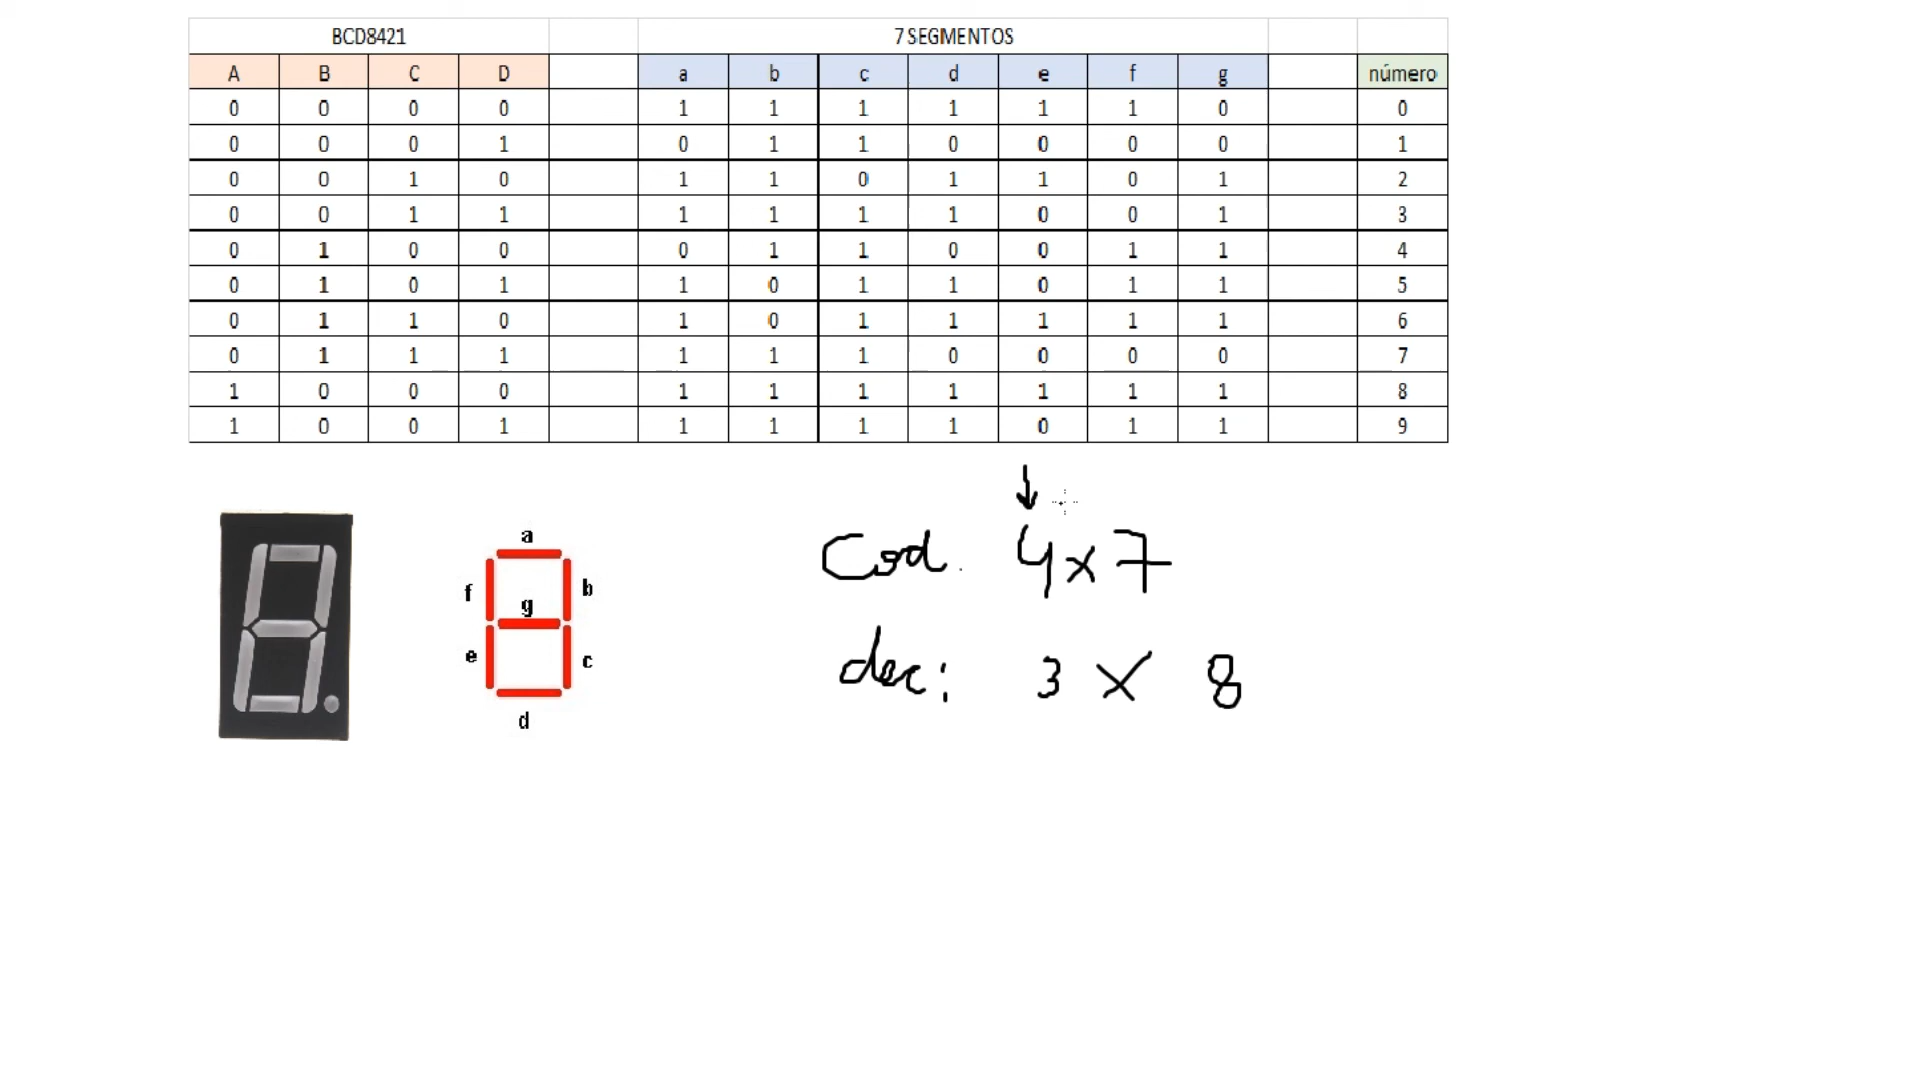 BCD8421 7 SEGMENTOS
A B C D a b c d e f g número
0 0 0 0 1 1 1 1 1 1 0 0
0 0 0 1 0 1 1 0 0 0 0 1
0 0 1 0 1 1 0 1 1 0 1 2
0 0 1 1 1 1 1 1 0 0 1 3
0 1 0 0 0 1 1 0 0 1 1 4
0 1 0 1 1 0 1 1 0 1 1 5
0 1 1 0 1 0 1 1 1 1 1 6
0 1 1 1 1 1 1 0 0 0 0 7
1 0 0 0 1 1 1 1 1 1 1 8
1 0 0 1 1 1 1 1 0 1 1 9
a
f b
g
e c
d
Cod. 4x7
dec: 3 x 8